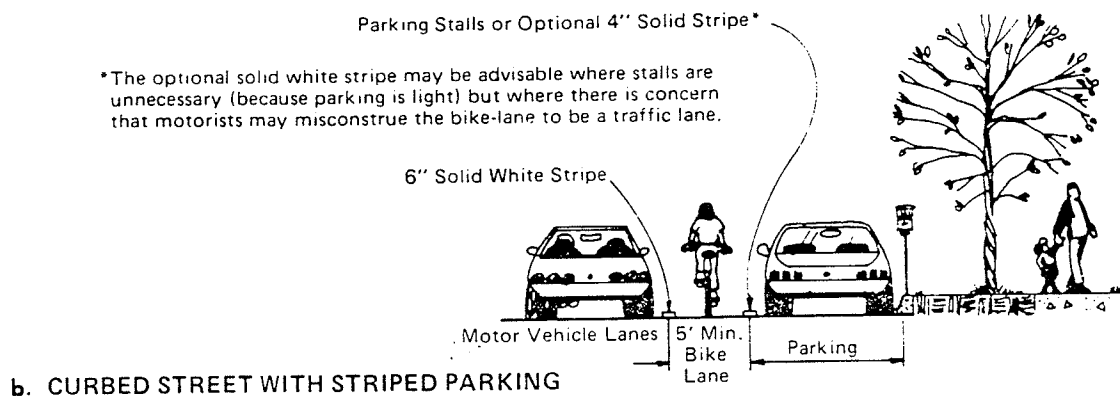 Parking Stalls or Optional 4" Solid Stripe*
*The optional solid white stripe may be advisable where stalls are
unnecessary (because parking is light) but where there is concern
that motorists may misconstrue the bike-lane to be a traffic lane.
6" Solid White Stripe
Motor Vehicle Lanes
5' Min.
Bike
Lane
Parking
b. CURBED STREET WITH STRIPED PARKING